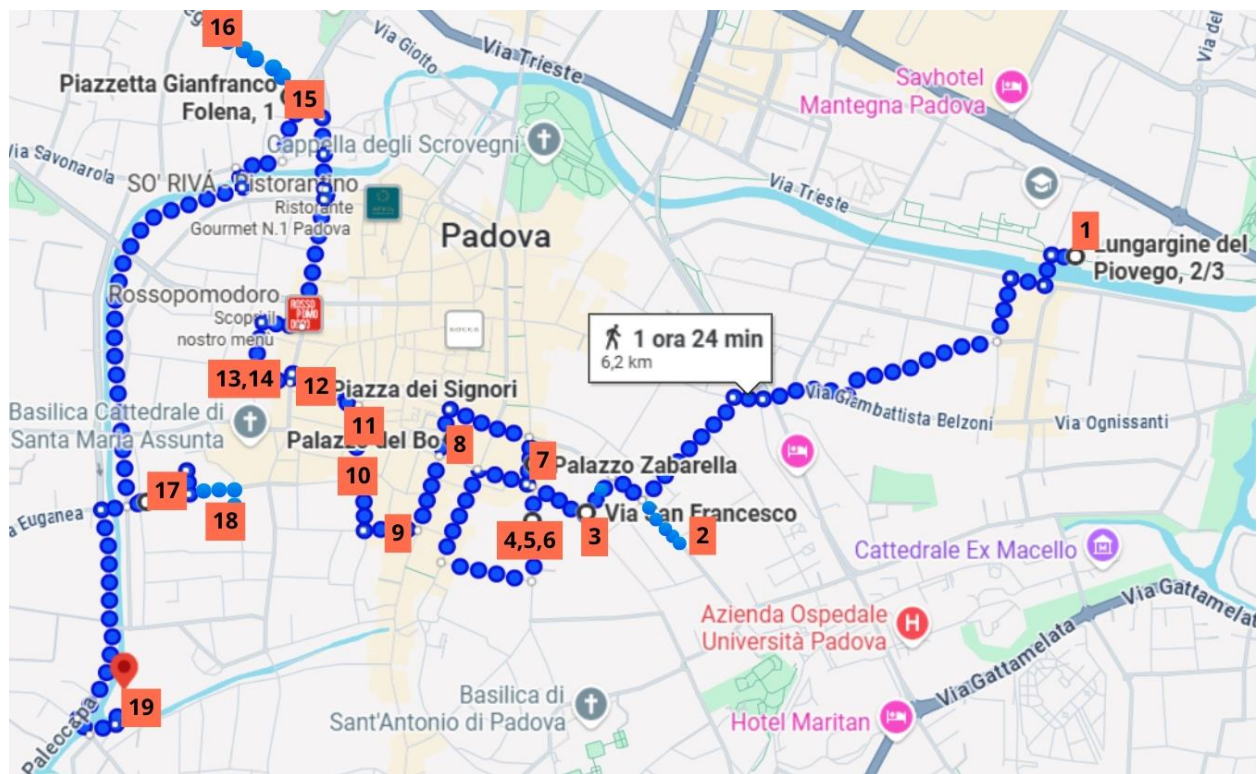 16
Via Giotto
Via Trieste
Piazzetta Gianfranco
Folena, 1
15
Savhotel
Mantegna Padova
Cappella degli Scrovegni
Via Savonarola
SO' RIVÀ - Ristorantino
Ristorante
Gourmet N.1 Padova
Via Trieste
Padova
1
Lungargine del
Piovego, 2/3
Rossopomodoro
Scopri il
nostro menù
ROSSO
POMO
DORO
1 ora 24 min
6,2 km
13,14
12
Piazza dei Signori
Basilica Cattedrale di
Santa Maria Assunta
11
Palazzo del Bo
8
Via Giambattista Belzoni
Via Ognissanti
10
7
Palazzo Zabarella
17
18
a Euganea
9
4,5,6
3
Via San Francesco
2
Cattedrale Ex Macello
Via Gattamelata
Via Gattamelat
Azienda Ospedale
Università Padova
19
Paleocapa
Basilica di
Sant'Antonio di Padova
Hotel Maritan